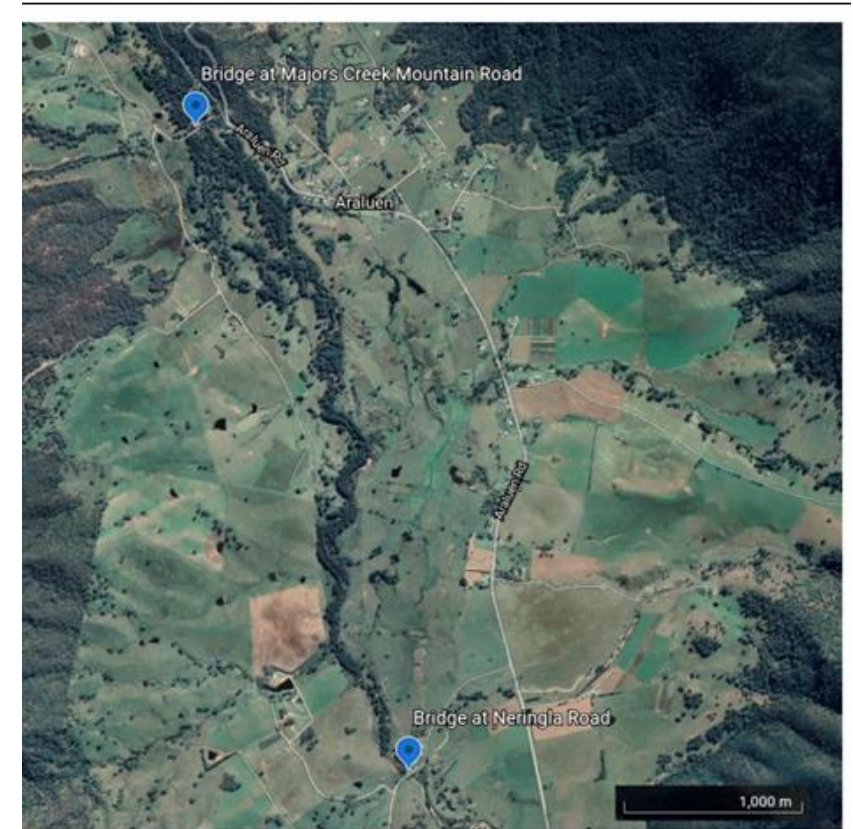 Bridge at Majors Creek Mountain Road
Araluen Rd
Araluen
Araluen Rd
Bridge at Neringla Road
1,000 m